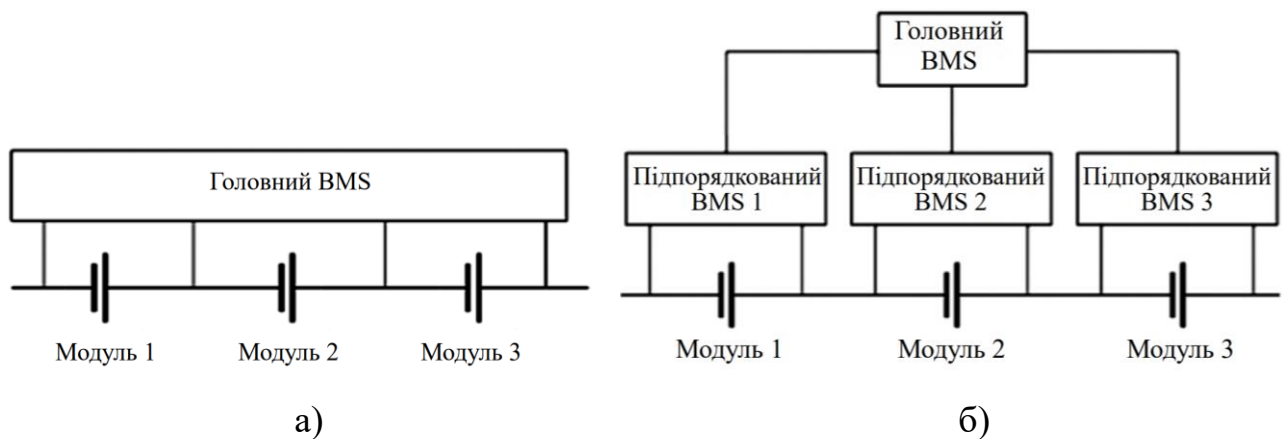 Головний BMS
Модуль 1
Модуль 2
Модуль 3
а)
Головний
BMS
Підпорядкований
BMS 1
Підпорядкований
BMS 2
Підпорядкований
BMS 3
Модуль 1
Модуль 2
Модуль 3
б)